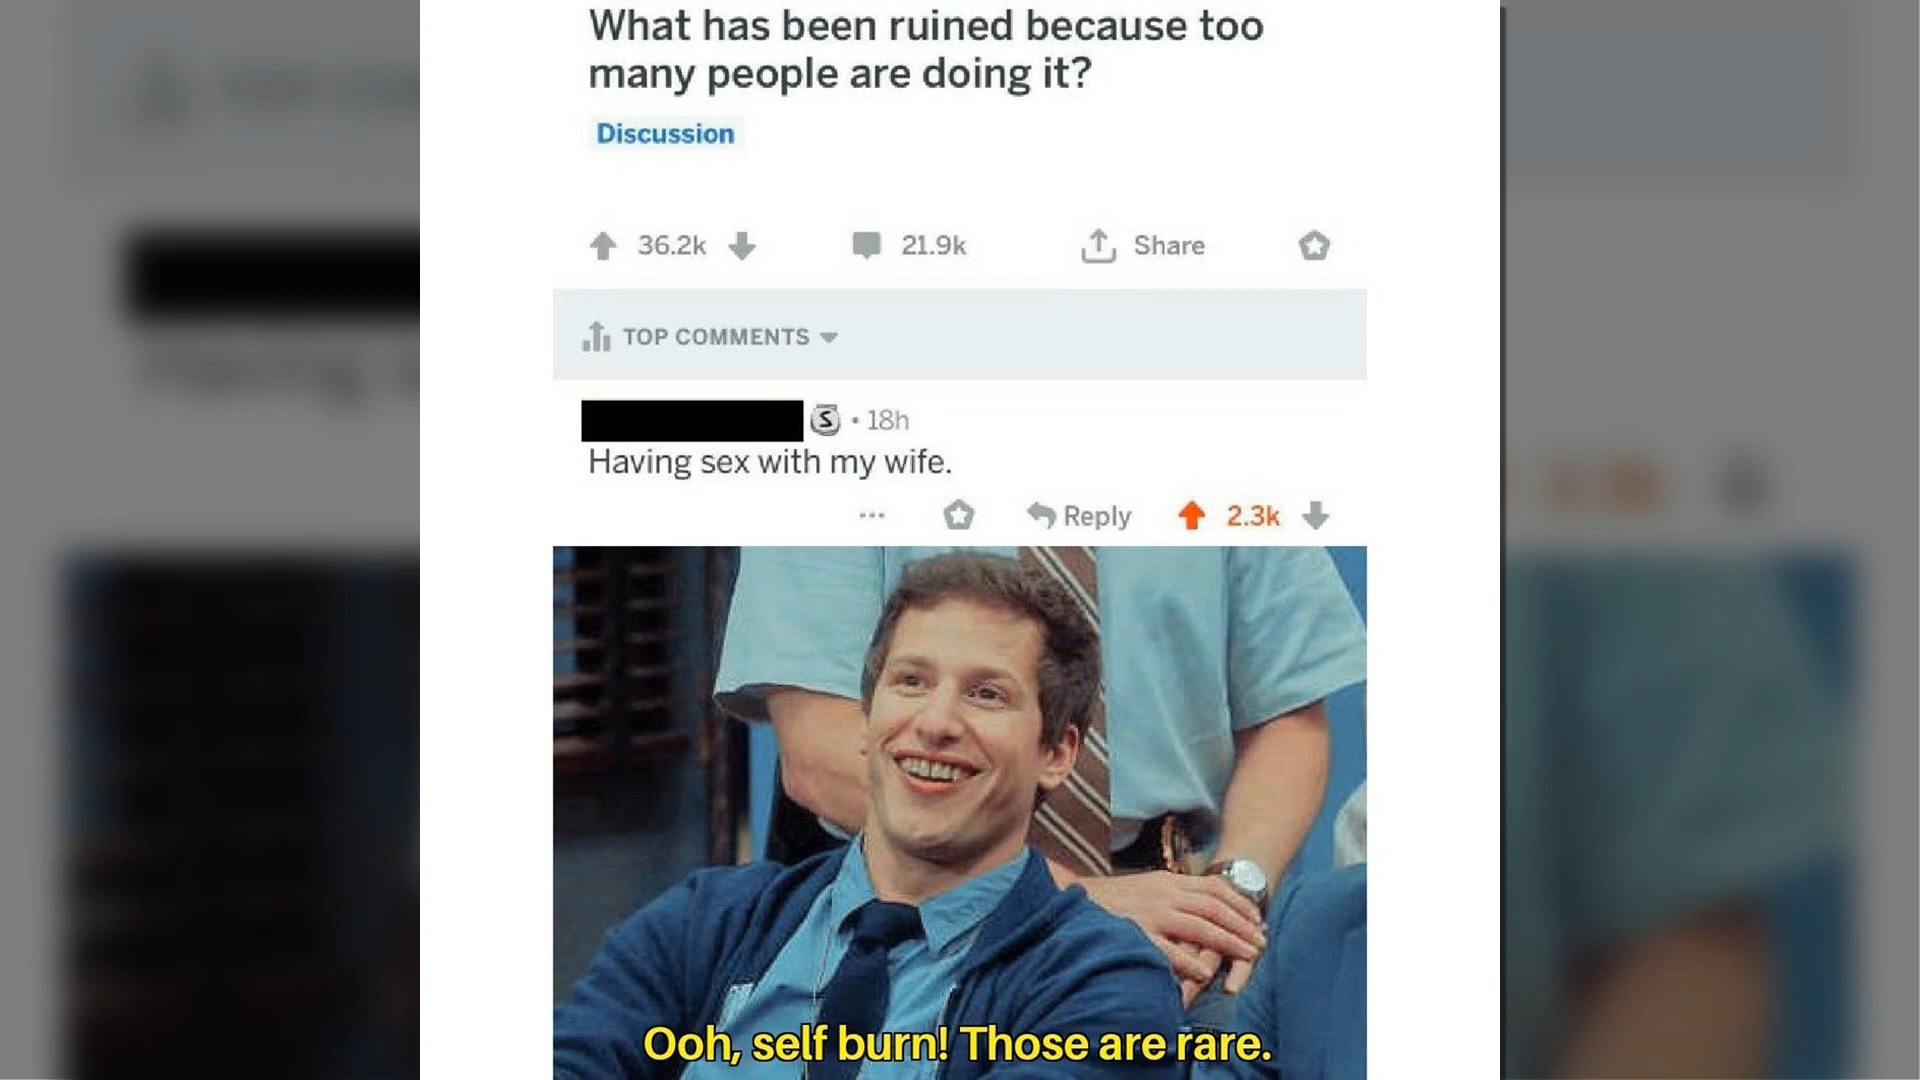 What has been ruined because too
many people are doing it?
Discussion
36.2k
21.9k
Share
TOP COMMENTS
S • 18h
Having sex with my wife.
... Reply 2.3k
Ooh, self burn! Those are rare.